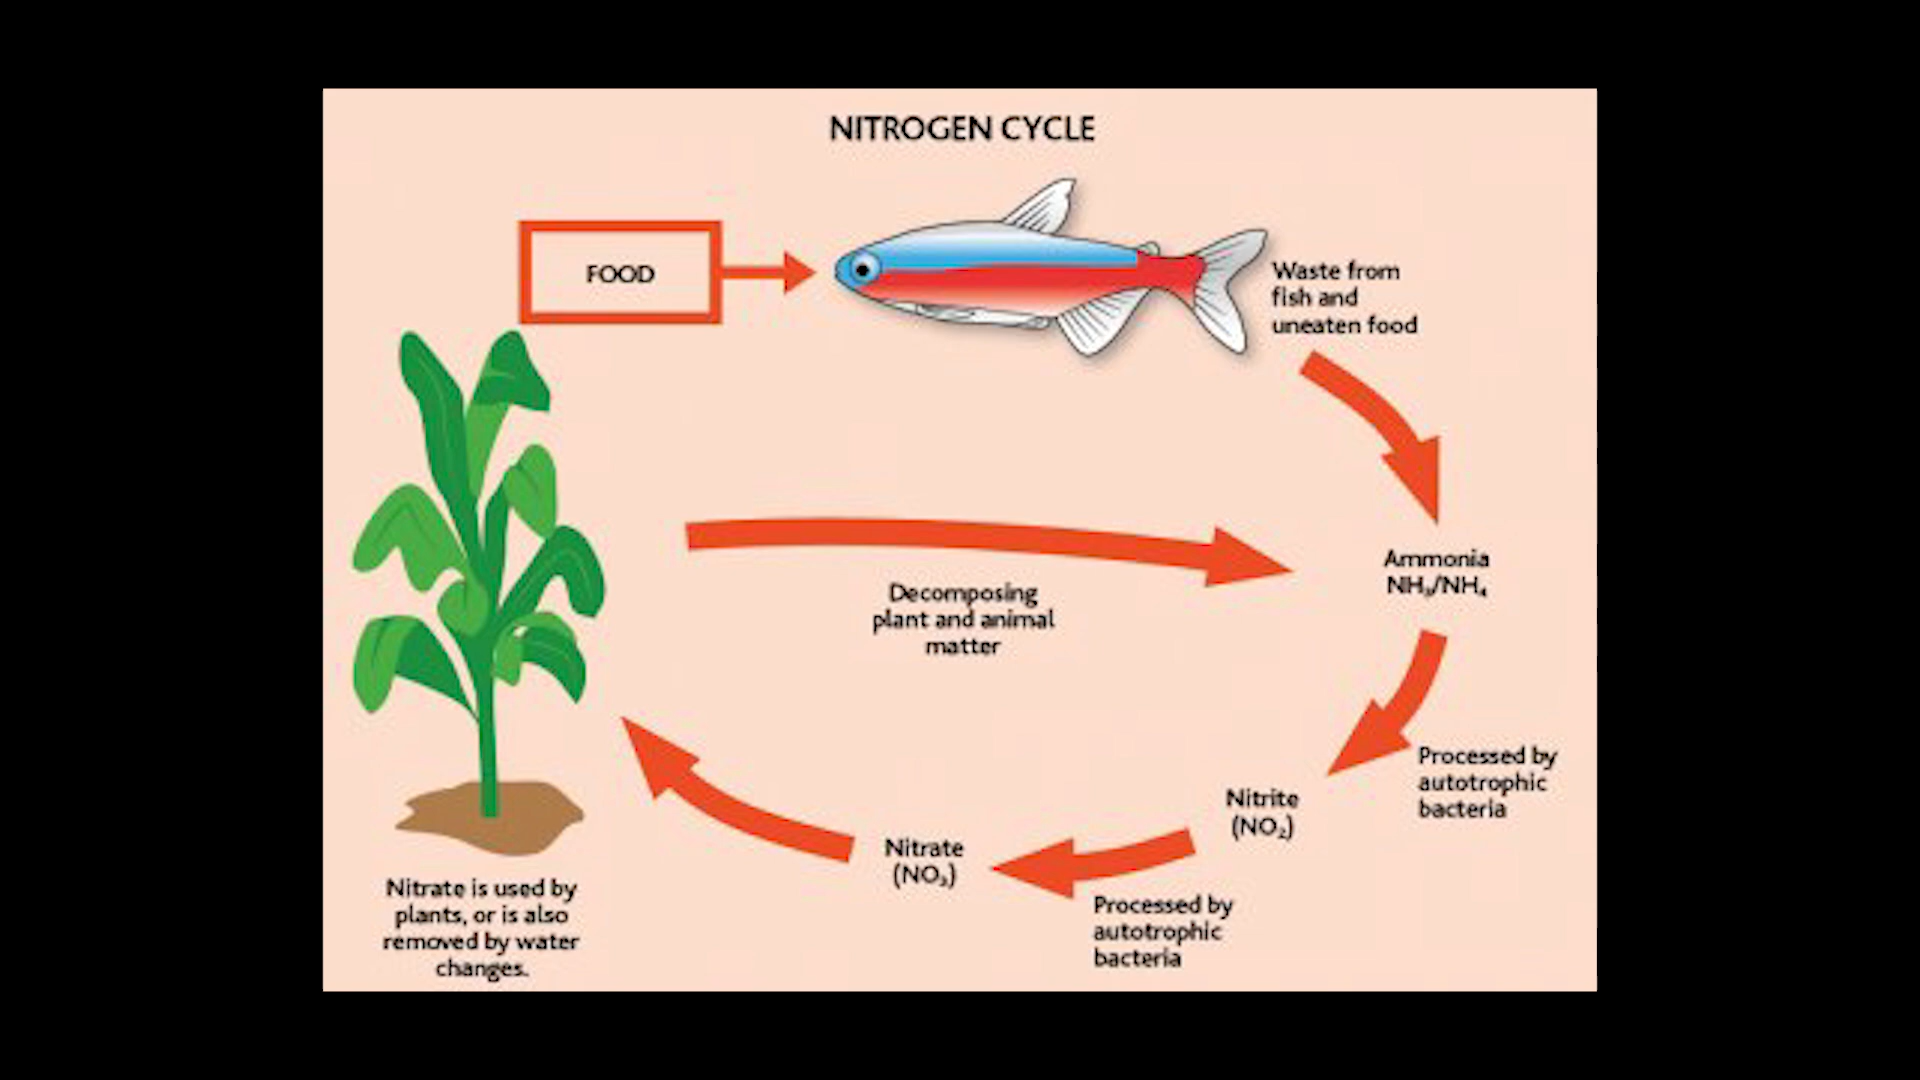 NITROGEN CYCLE
FOOD
Waste from
fish and
uneaten food
Ammonia
NH₃/NH₄
Decomposing
plant and animal
matter
Processed by
autotrophic
bacteria
Nitrite
(NO₂)
Processed by
autotrophic
bacteria
Nitrate
(NO₃)
Nitrate is used by
plants, or is also
removed by water
changes.